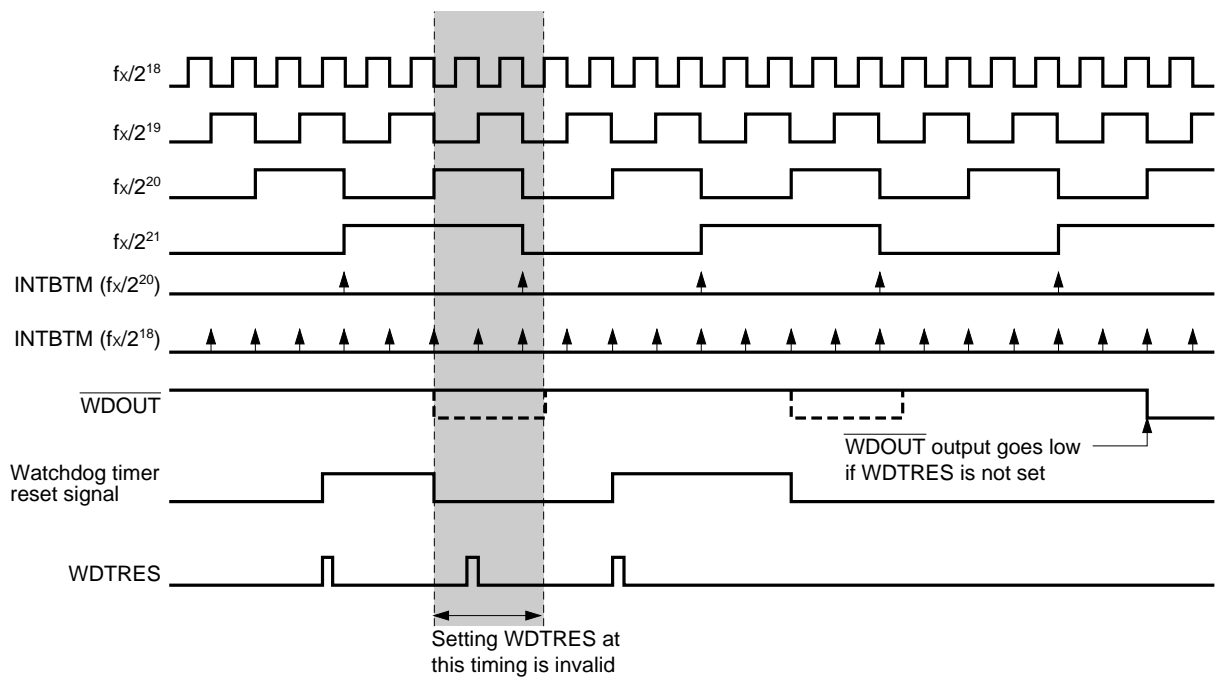 fX/2¹⁸
fX/2¹⁹
fX/2²⁰
fX/2²¹
INTBTM (fX/2²⁰)
INTBTM (fX/2¹⁸)
WDOUT
WDOUT output goes low
if WDTRES is not set
Watchdog timer
reset signal
WDTRES
Setting WDTRES at
this timing is invalid